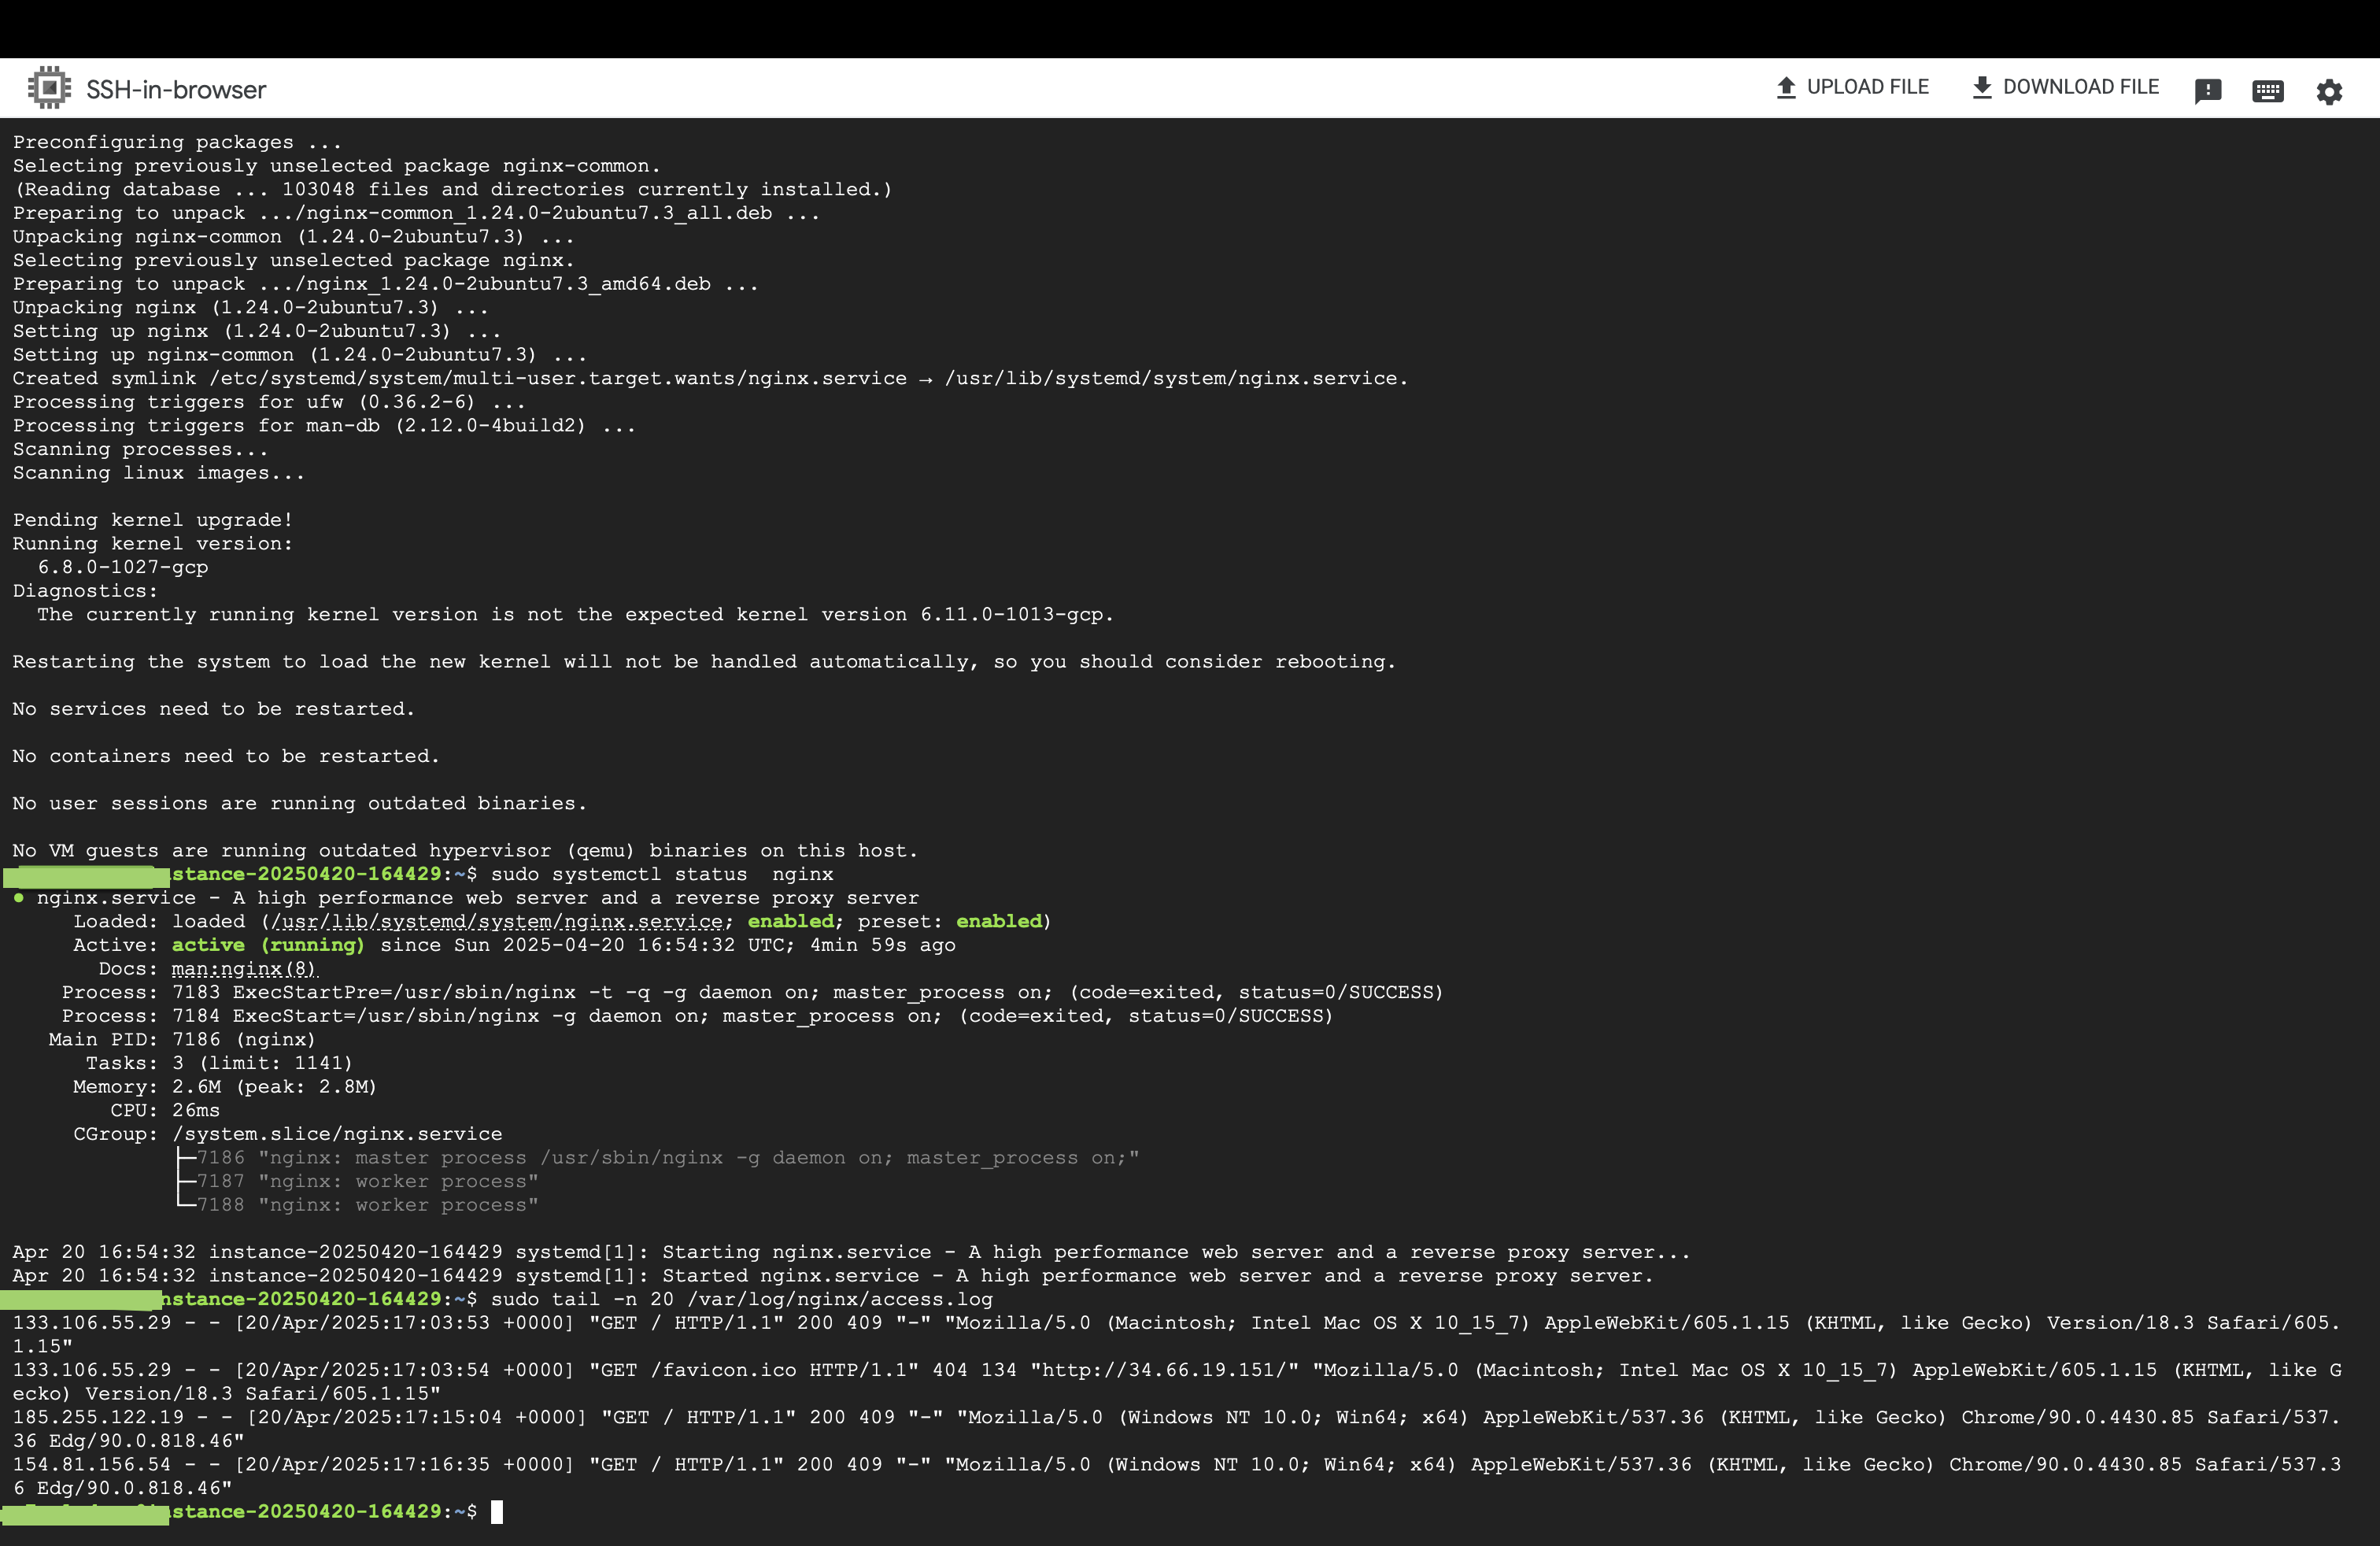 SSH-in-browser
UPLOAD FILE
DOWNLOAD FILE
Preconfiguring packages ...
Selecting previously unselected package nginx-common.
(Reading database ... 103048 files and directories currently installed.)
Preparing to unpack .../nginx-common_1.24.0-2ubuntu7.3_all.deb ...
Unpacking nginx-common (1.24.0-2ubuntu7.3) ...
Selecting previously unselected package nginx.
Preparing to unpack .../nginx_1.24.0-2ubuntu7.3_amd64.deb ...
Unpacking nginx (1.24.0-2ubuntu7.3) ...
Setting up nginx (1.24.0-2ubuntu7.3) ...
Setting up nginx-common (1.24.0-2ubuntu7.3) ...
Created symlink /etc/systemd/system/multi-user.target.wants/nginx.service → /usr/lib/systemd/system/nginx.service.
Processing triggers for ufw (0.36.2-6) ...
Processing triggers for man-db (2.12.0-4build2) ...
Scanning processes...
Scanning linux images...
Pending kernel upgrade!
Running kernel version:
6.8.0-1027-gcp
Diagnostics:
The currently running kernel version is not the expected kernel version 6.11.0-1013-gcp.
Restarting the system to load the new kernel will not be handled automatically, so you should consider rebooting.
No services need to be restarted.
No containers need to be restarted.
No user sessions are running outdated binaries.
No VM guests are running outdated hypervisor (qemu) binaries on this host.
stance-20250420-164429:~$ sudo systemctl status  nginx
● nginx.service - A high performance web server and a reverse proxy server
Loaded: loaded (/usr/lib/systemd/system/nginx.service; enabled; preset: enabled)
Active: active (running) since Sun 2025-04-20 16:54:32 UTC; 4min 59s ago
Docs: man:nginx(8)
Process: 7183 ExecStartPre=/usr/sbin/nginx -t -q -g daemon on; master_process on; (code=exited, status=0/SUCCESS)
Process: 7184 ExecStart=/usr/sbin/nginx -g daemon on; master_process on; (code=exited, status=0/SUCCESS)
Main PID: 7186 (nginx)
Tasks: 3 (limit: 1141)
Memory: 2.6M (peak: 2.8M)
CPU: 26ms
CGroup: /system.slice/nginx.service
├─7186 "nginx: master process /usr/sbin/nginx -g daemon on; master_process on;"
├─7187 "nginx: worker process"
└─7188 "nginx: worker process"
Apr 20 16:54:32 instance-20250420-164429 systemd[1]: Starting nginx.service - A high performance web server and a reverse proxy server...
Apr 20 16:54:32 instance-20250420-164429 systemd[1]: Started nginx.service - A high performance web server and a reverse proxy server.
nstance-20250420-164429:~$ sudo tail -n 20 /var/log/nginx/access.log
133.106.55.29 - - [20/Apr/2025:17:03:53 +0000] "GET / HTTP/1.1" 200 409 "-" "Mozilla/5.0 (Macintosh; Intel Mac OS X 10_15_7) AppleWebKit/605.1.15 (KHTML, like Gecko) Version/18.3 Safari/605.
1.15"
133.106.55.29 - - [20/Apr/2025:17:03:54 +0000] "GET /favicon.ico HTTP/1.1" 404 134 "http://34.66.19.151/" "Mozilla/5.0 (Macintosh; Intel Mac OS X 10_15_7) AppleWebKit/605.1.15 (KHTML, like G
ecko) Version/18.3 Safari/605.1.15"
185.255.122.19 - - [20/Apr/2025:17:15:04 +0000] "GET / HTTP/1.1" 200 409 "-" "Mozilla/5.0 (Windows NT 10.0; Win64; x64) AppleWebKit/537.36 (KHTML, like Gecko) Chrome/90.0.4430.85 Safari/537.
36 Edg/90.0.818.46"
154.81.156.54 - - [20/Apr/2025:17:16:35 +0000] "GET / HTTP/1.1" 200 409 "-" "Mozilla/5.0 (Windows NT 10.0; Win64; x64) AppleWebKit/537.36 (KHTML, like Gecko) Chrome/90.0.4430.85 Safari/537.3
6 Edg/90.0.818.46"
stance-20250420-164429:~$